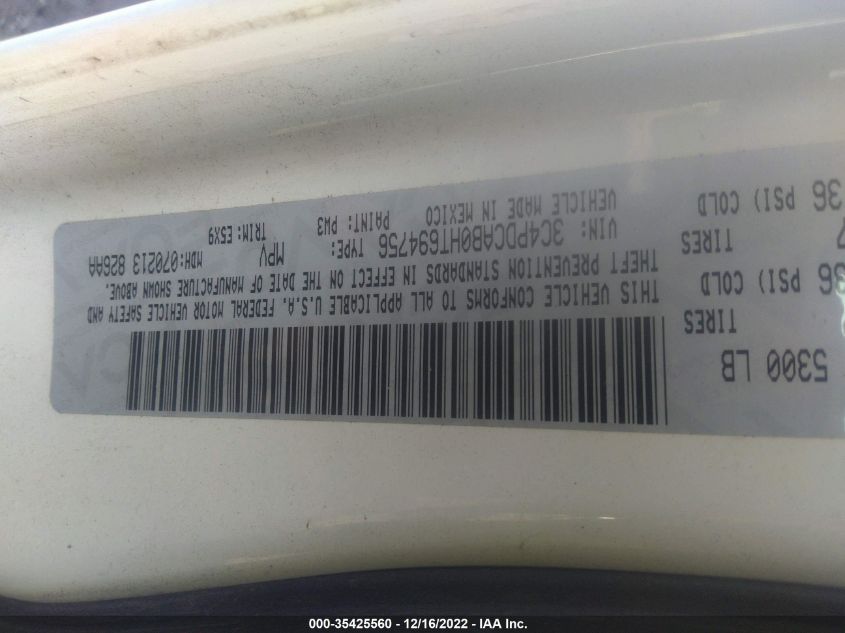 5300 LB
TIRES
36 PSI) COLD
TIRES
7
36 PSI) COLD
THIS VEHICLE CONFORMS TO ALL APPLICABLE U.S.A. FEDERAL MOTOR VEHICLE SAFETY AND
THEFT PREVENTION STANDARDS IN EFFECT ON THE DATE OF MANUFACTURE SHOWN ABOVE.
VIN: 3C4PDCAB0HT694756 TYPE: MPV MDH: 070213 826AA
VEHICLE MADE IN MEXICO PAINT: PW3 TRIM: E5X9
000-35425560 - 12/16/2022 - IAA Inc.